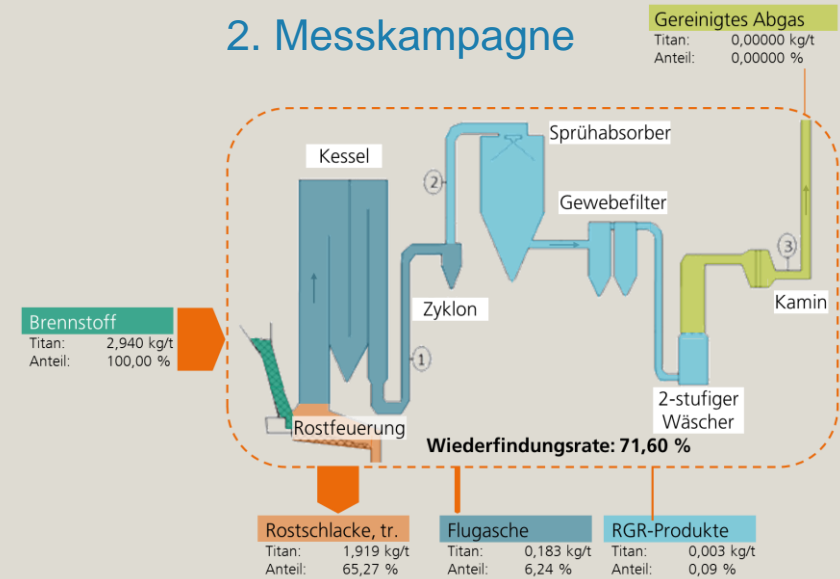 2. Messkampagne
Gereinigtes Abgas
Titan: 0,00000 kg/t
Anteil: 0,00000 %
Sprühabsorber
Kessel
2
Gewebefilter
3
Kamin
Zyklon
Brennstoff
Titan: 2,940 kg/t
Anteil: 100,00 %
1
2-stufiger
Wäscher
Rostfeuerung
Wiederfindungsrate: 71,60 %
Rostschlacke, tr.
Titan: 1,919 kg/t
Anteil: 65,27 %
Flugasche
Titan: 0,183 kg/t
Anteil: 6,24 %
RGR-Produkte
Titan: 0,003 kg/t
Anteil: 0,09 %